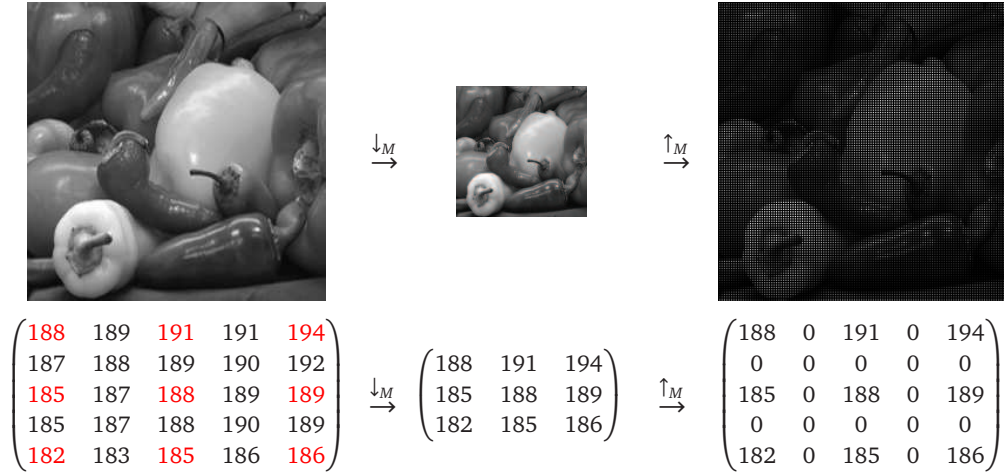 ↓M → ↑M →
188 189 191 191 194
187 188 189 190 192
185 187 188 189 189
185 187 188 190 189
182 183 185 186 186
↓M →
188 191 194
185 188 189
182 185 186
↑M →
188 0 191 0 194
0 0 0 0 0
185 0 188 0 189
0 0 0 0 0
182 0 185 0 186